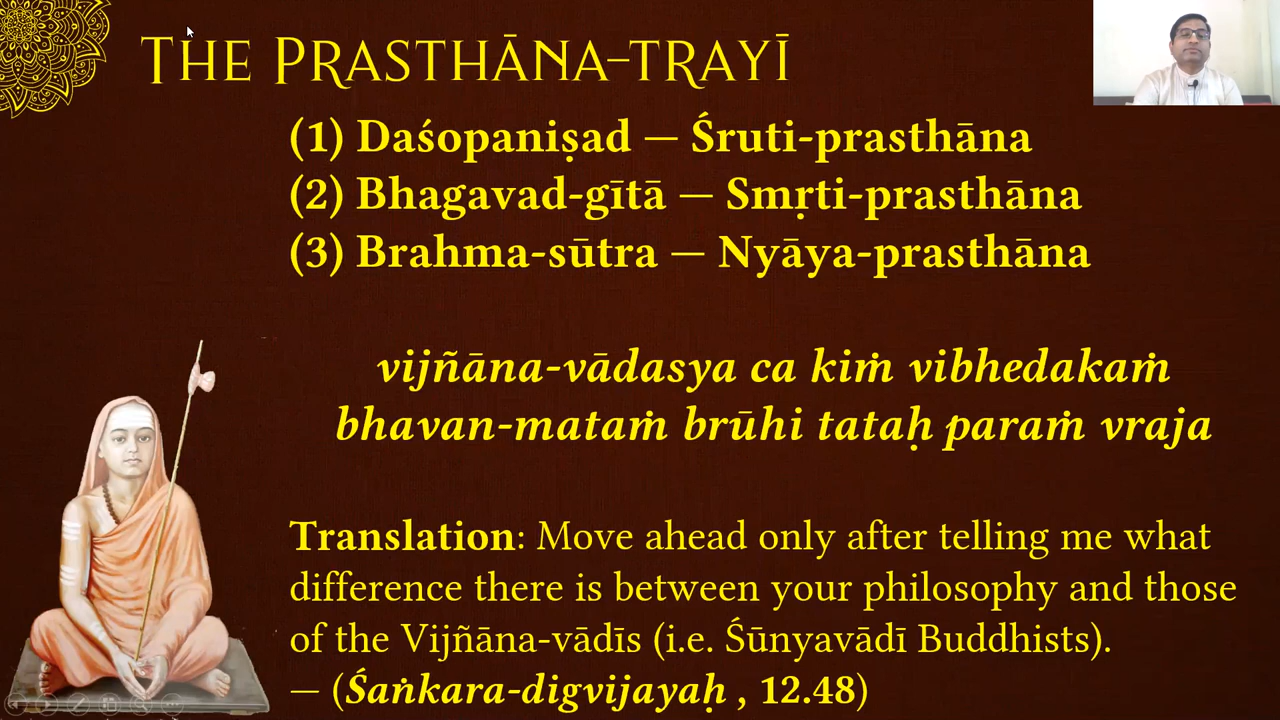 THE PRASTHĀNA-TRAYĪ
(1) Daśopaniṣad — Śruti-prasthāna
(2) Bhagavad-gītā — Smṛti-prasthāna
(3) Brahma-sūtra — Nyāya-prasthāna
vijñāna-vādasya ca kiṁ vibhedakaṁ
bhavan-mataṁ brūhi tataḥ paraṁ vraja
Translation: Move ahead only after telling me what
difference there is between your philosophy and those
of the Vijñāna-vādīs (i.e. Śūnyavādī Buddhists).
— (Śaṅkara-digvijayaḥ , 12.48)